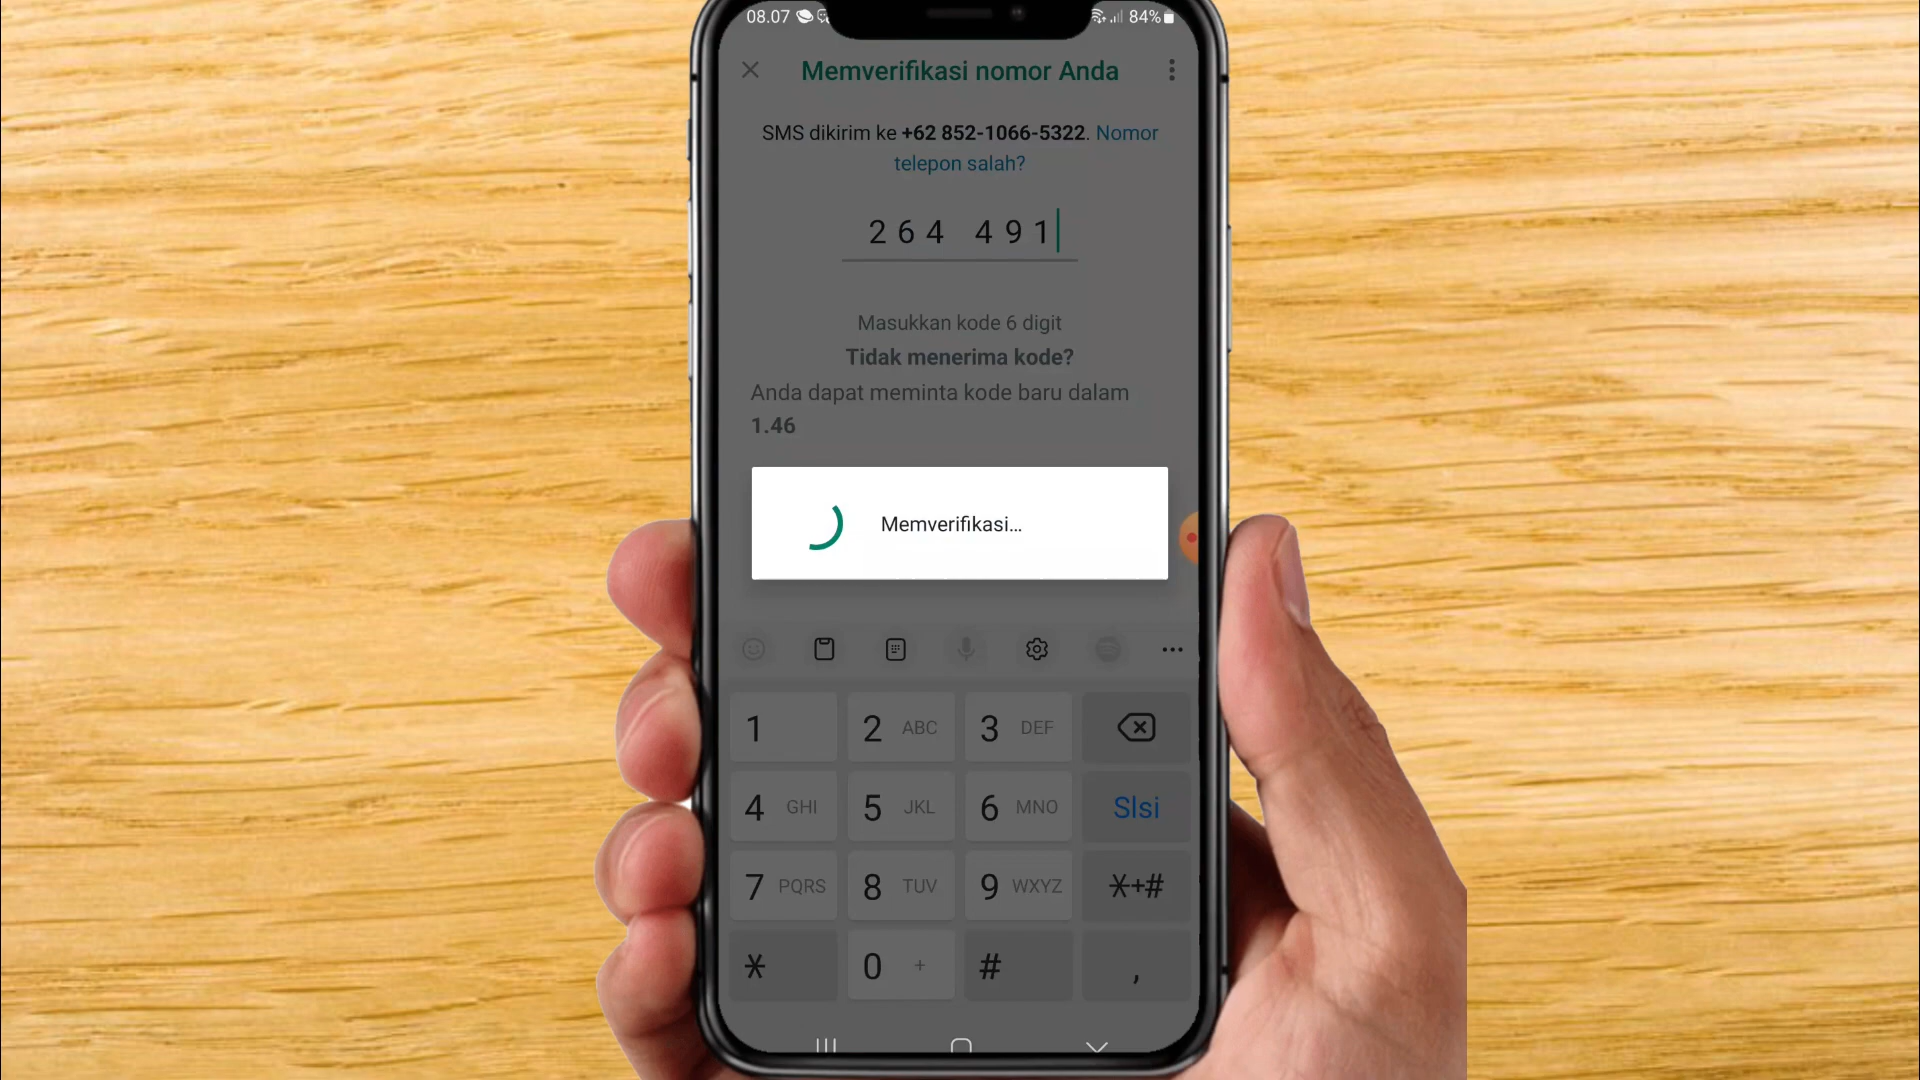 08.07 84%
Memverifikasi nomor Anda
SMS dikirim ke +62 852-1066-5322. Nomor
telepon salah?
264 491
Masukkan kode 6 digit
Tidak menerima kode?
Anda dapat meminta kode baru dalam
1.46
Memverifikasi...
1 2 ABC 3 DEF
4 GHI 5 JKL 6 MNO Slsi
7 PQRS 8 TUV 9 WXYZ *+#
* 0 + # ,